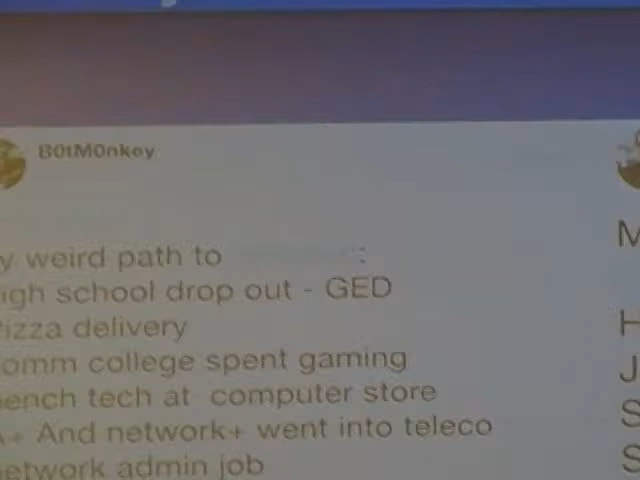 B0tM0nkey
y weird path to :
igh school drop out - GED
izza delivery
omm college spent gaming
ench tech at computer store
A+ And network+ went into teleco
network admin job
M
H
J
S
S